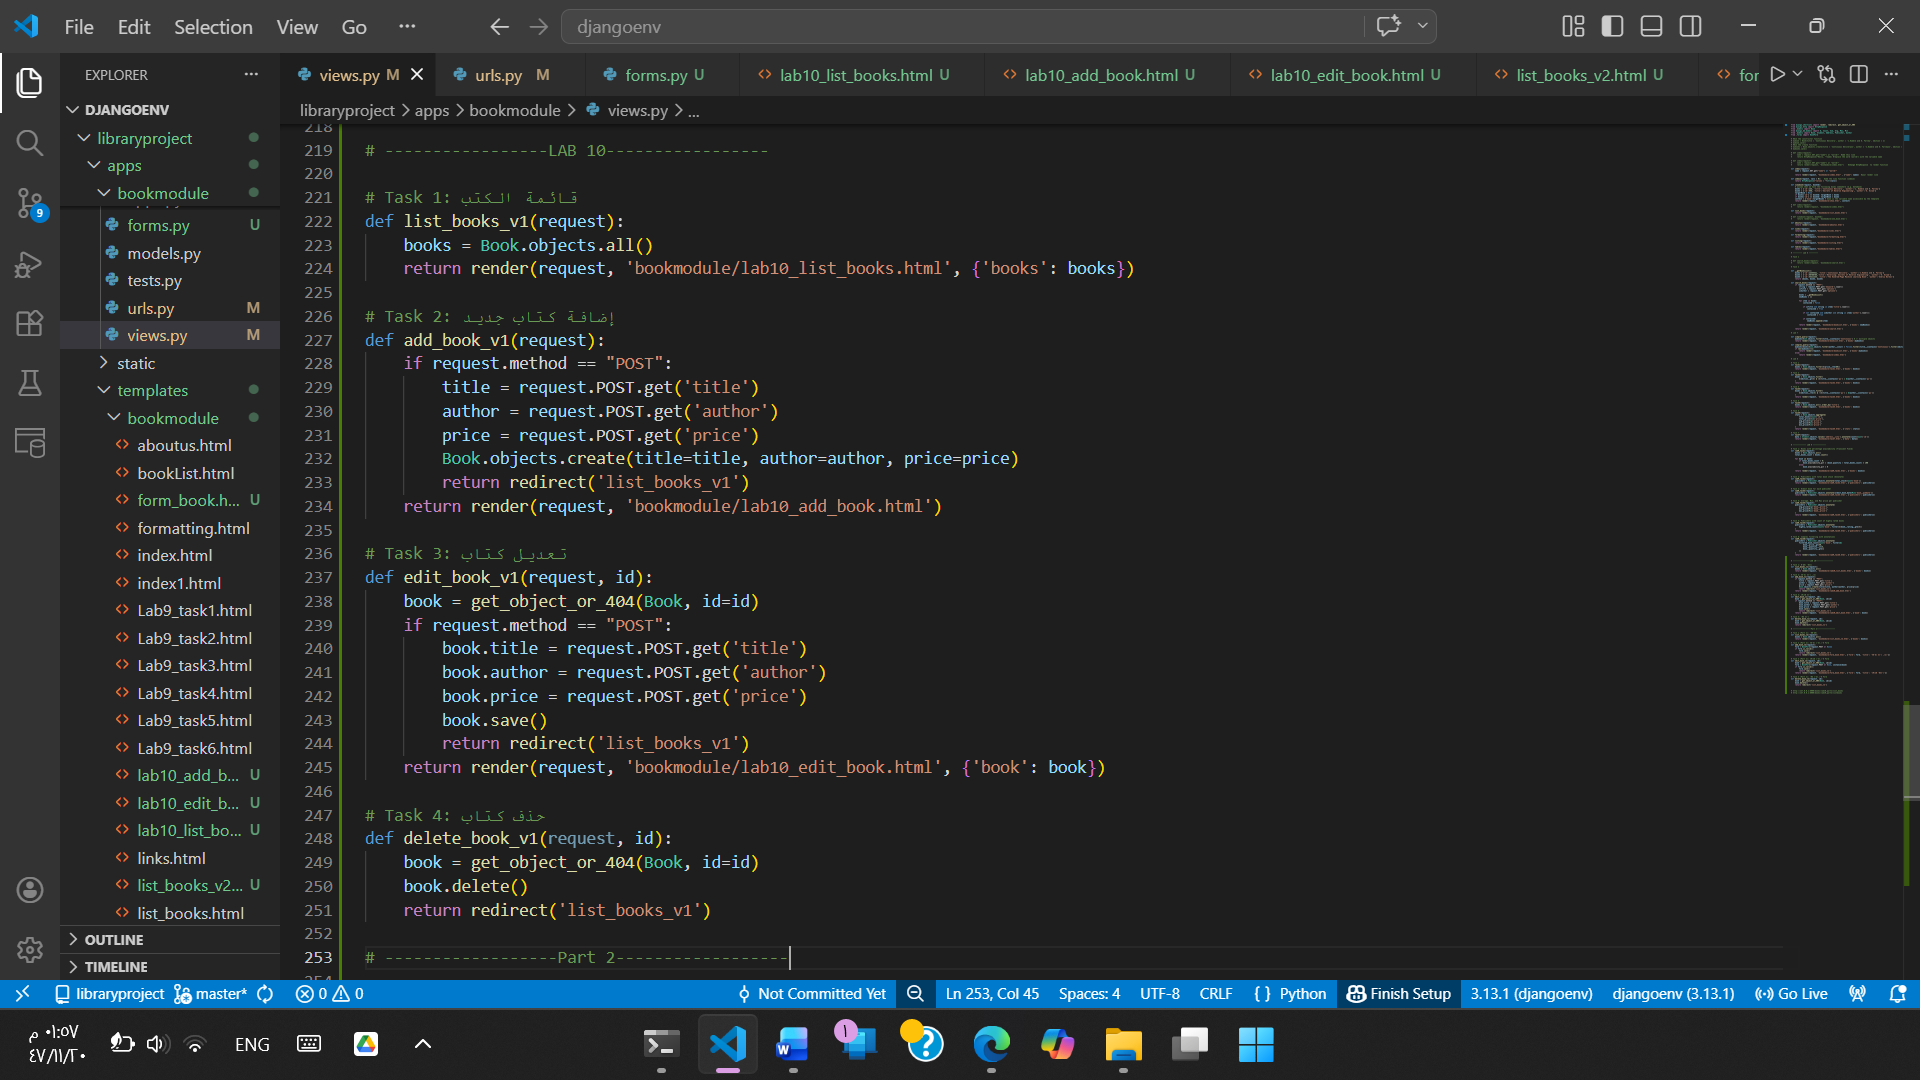 File Edit Selection View Go ···
djangoenv
EXPLORER ···
DJANGOENV
libraryproject
apps
bookmodule
forms.py U
models.py
tests.py
urls.py M
views.py M
static
templates
bookmodule
aboutus.html
bookList.html
form_book.h... U
formatting.html
index.html
index1.html
Lab9_task1.html
Lab9_task2.html
Lab9_task3.html
Lab9_task4.html
Lab9_task5.html
Lab9_task6.html
lab10_add_b... U
lab10_edit_b... U
lab10_list_bo... U
links.html
list_books_v2... U
list_books.html
OUTLINE
TIMELINE
9
views.py M urls.py M forms.py U lab10_list_books.html U lab10_add_book.html U lab10_edit_book.html U list_books_v2.html U for
libraryproject > apps > bookmodule > views.py > ...
218
219 # -----------------LAB 10-----------------
220
221 # Task 1: قائمة الكتب
222 def list_books_v1(request):
223 books = Book.objects.all()
224 return render(request, 'bookmodule/lab10_list_books.html', {'books': books})
225
226 # Task 2: إضافة كتاب جديد
227 def add_book_v1(request):
228 if request.method == "POST":
229 title = request.POST.get('title')
230 author = request.POST.get('author')
231 price = request.POST.get('price')
232 Book.objects.create(title=title, author=author, price=price)
233 return redirect('list_books_v1')
234 return render(request, 'bookmodule/lab10_add_book.html')
235
236 # Task 3: تعديل كتاب
237 def edit_book_v1(request, id):
238 book = get_object_or_404(Book, id=id)
239 if request.method == "POST":
240 book.title = request.POST.get('title')
241 book.author = request.POST.get('author')
242 book.price = request.POST.get('price')
243 book.save()
244 return redirect('list_books_v1')
245 return render(request, 'bookmodule/lab10_edit_book.html', {'book': book})
246
247 # Task 4: حذف كتاب
248 def delete_book_v1(request, id):
249 book = get_object_or_404(Book, id=id)
250 book.delete()
251 return redirect('list_books_v1')
252
253 # ------------------Part 2------------------
254
libraryproject master* 0 0 Not Committed Yet Ln 253, Col 45 Spaces: 4 UTF-8 CRLF { } Python Finish Setup 3.13.1 (djangoenv) djangoenv (3.13.1) Go Live
٠١:٥٧ م
ENG
١